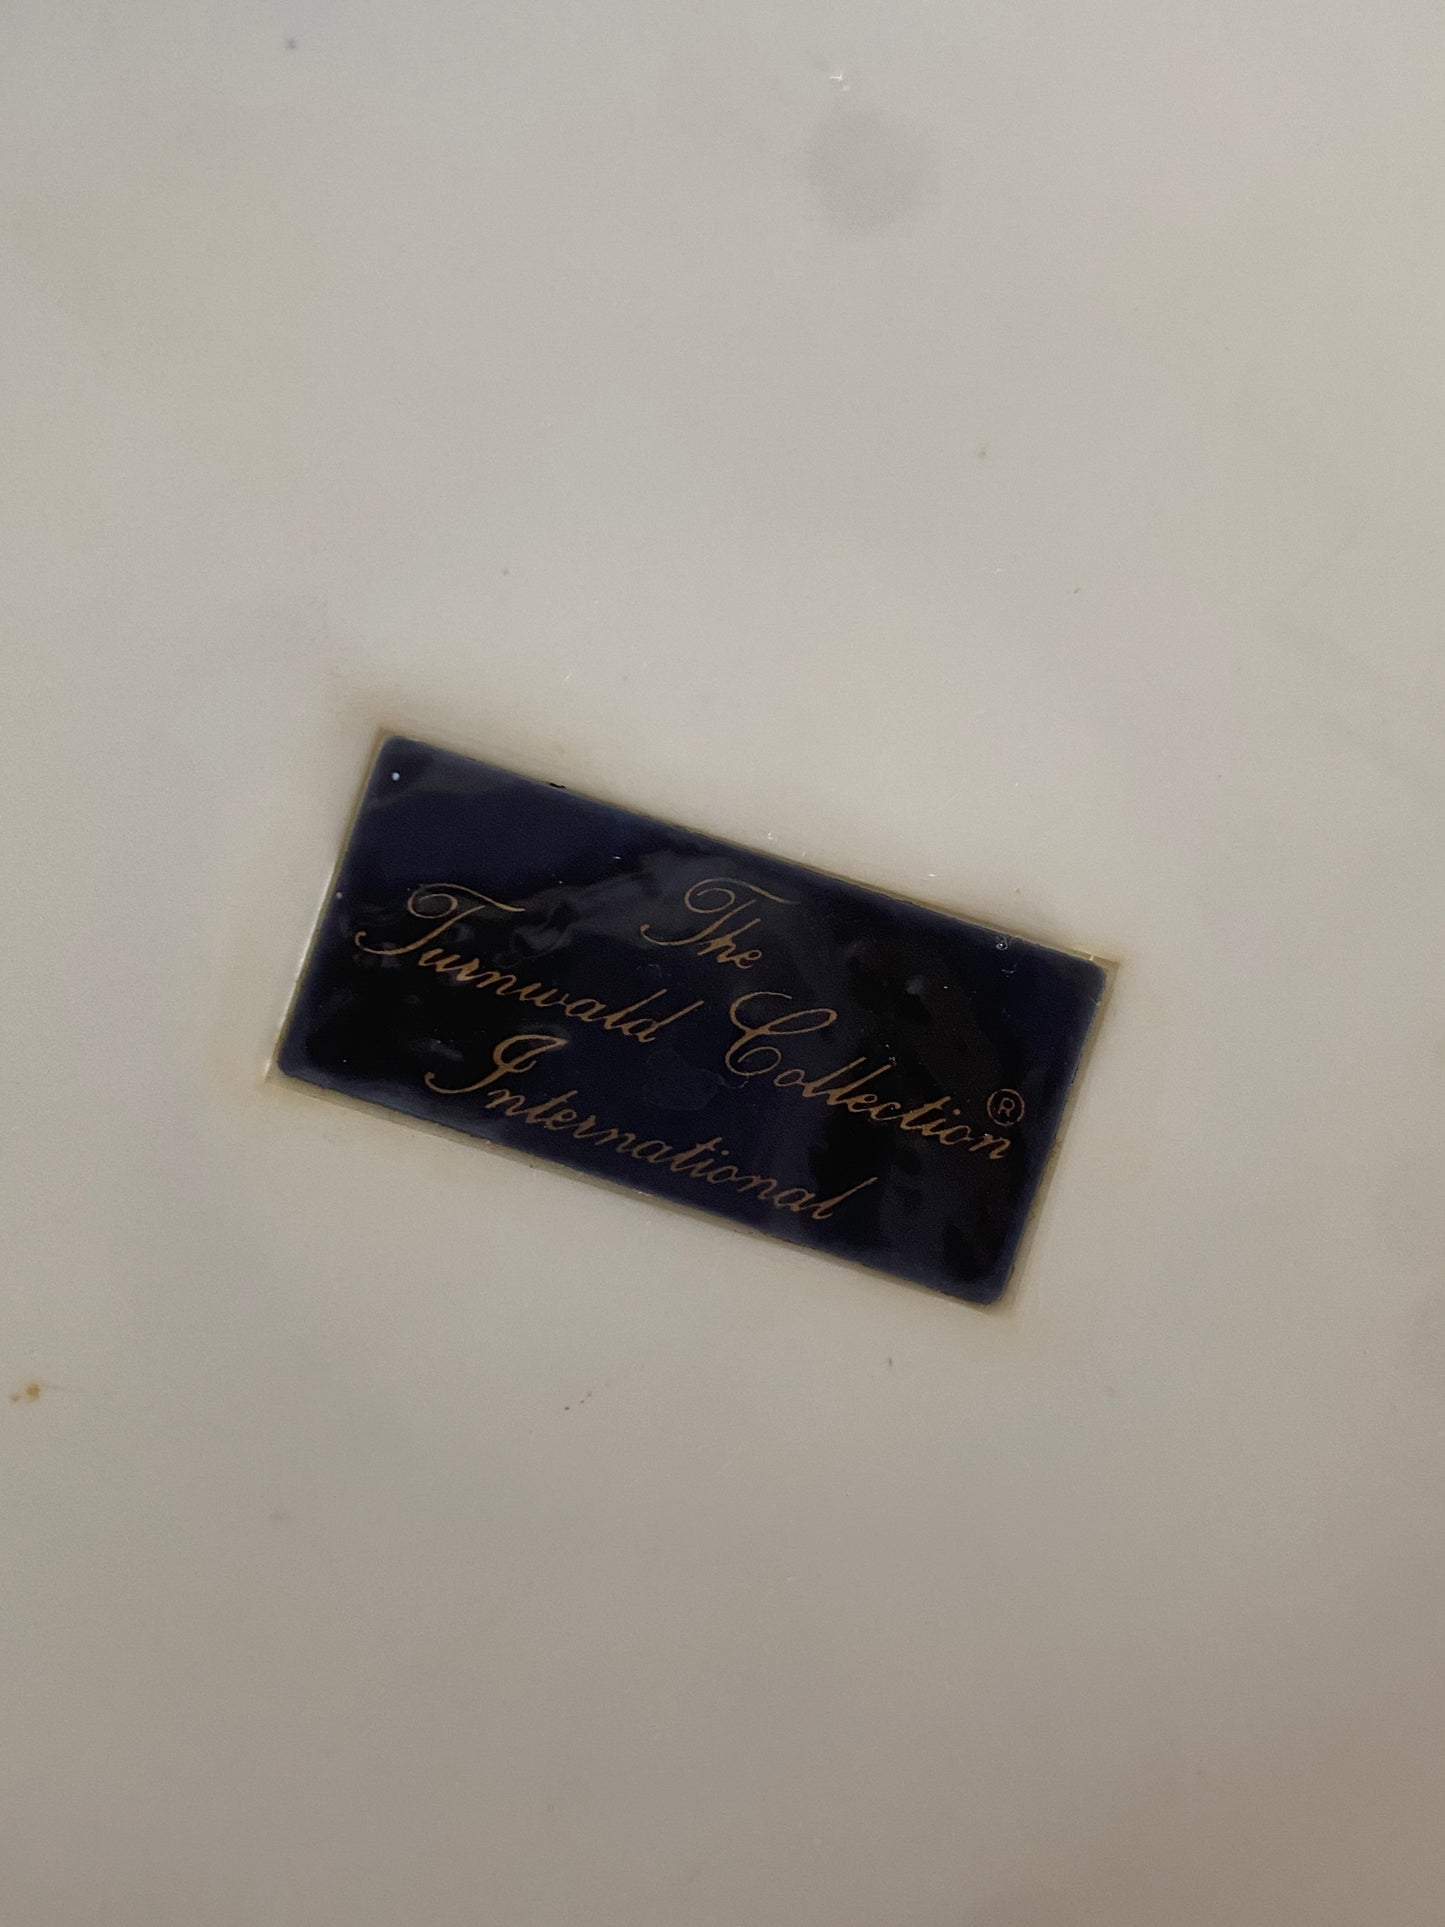 The
Turnwald Collection®
International